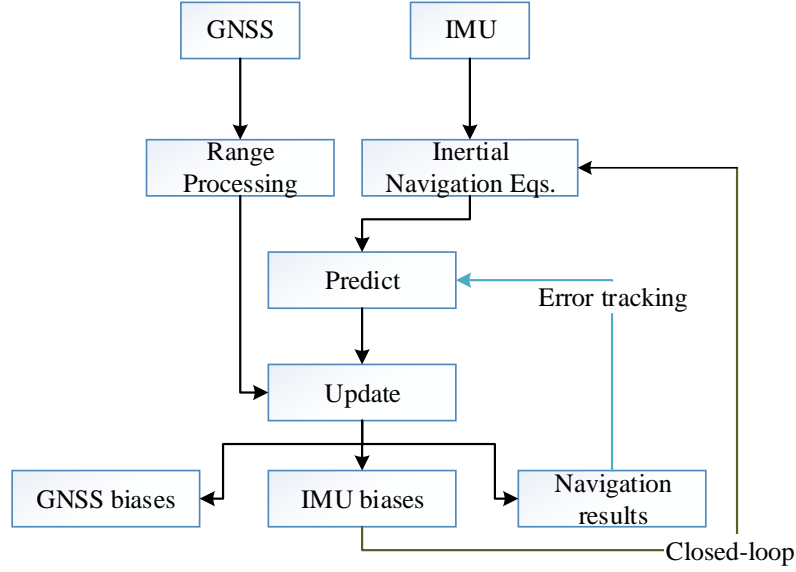 GNSS
IMU
Range
Processing
Inertial
Navigation Eqs.
Predict
Error tracking
Update
GNSS biases
IMU biases
Navigation
results
Closed-loop